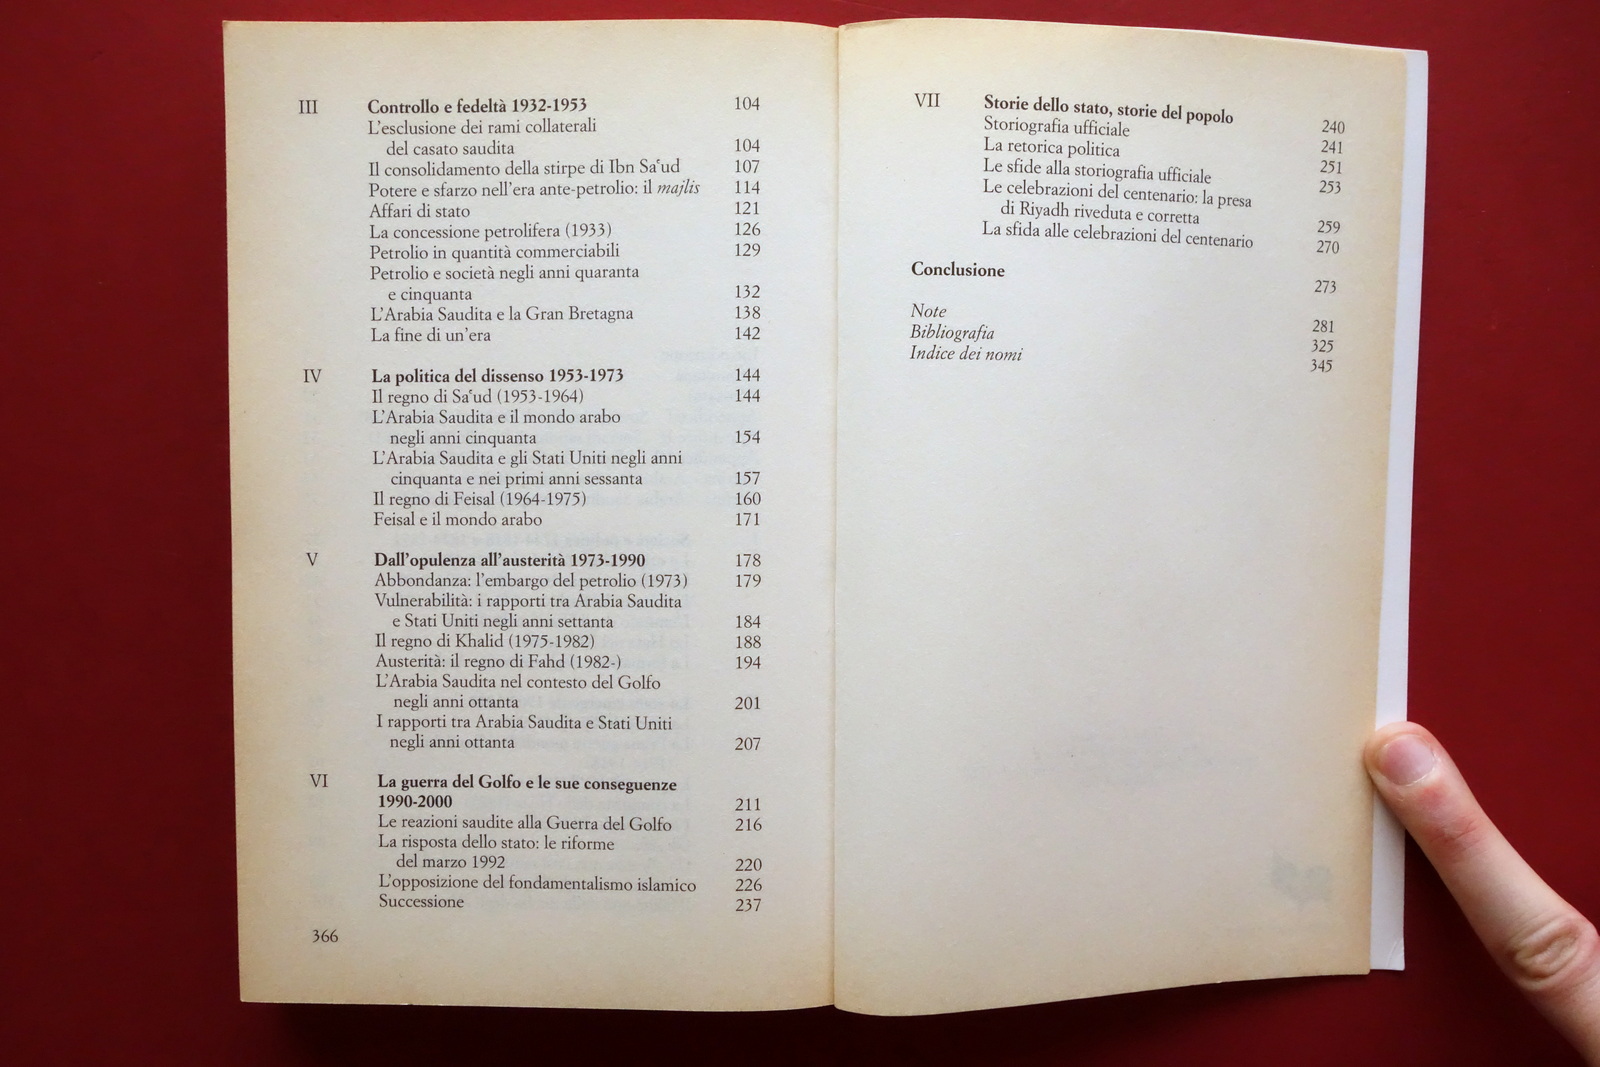 III Controllo e fedeltà 1932-1953 104
L'esclusione dei rami collaterali
del casato saudita 104
Il consolidamento della stirpe di Ibn Saʿud 107
Potere e sfarzo nell'era ante-petrolio: il majlis 114
Affari di stato 121
La concessione petrolifera (1933) 126
Petrolio in quantità commerciabili 129
Petrolio e società negli anni quaranta
e cinquanta 132
L'Arabia Saudita e la Gran Bretagna 138
La fine di un'era 142
IV La politica del dissenso 1953-1973 144
Il regno di Saʿud (1953-1964) 144
L'Arabia Saudita e il mondo arabo
negli anni cinquanta 154
L'Arabia Saudita e gli Stati Uniti negli anni
cinquanta e nei primi anni sessanta 157
Il regno di Feisal (1964-1975) 160
Feisal e il mondo arabo 171
V Dall'opulenza all'austerità 1973-1990 178
Abbondanza: l'embargo del petrolio (1973) 179
Vulnerabilità: i rapporti tra Arabia Saudita
e Stati Uniti negli anni settanta 184
Il regno di Khalid (1975-1982) 188
Austerità: il regno di Fahd (1982-) 194
L'Arabia Saudita nel contesto del Golfo
negli anni ottanta 201
I rapporti tra Arabia Saudita e Stati Uniti
negli anni ottanta 207
VI La guerra del Golfo e le sue conseguenze
1990-2000 211
Le reazioni saudite alla Guerra del Golfo 216
La risposta dello stato: le riforme
del marzo 1992 220
L'opposizione del fondamentalismo islamico 226
Successione 237
366
VII Storie dello stato, storie del popolo 240
Storiografia ufficiale 241
La retorica politica 251
Le sfide alla storiografia ufficiale 253
Le celebrazioni del centenario: la presa
di Riyadh riveduta e corretta 259
La sfida alle celebrazioni del centenario 270
Conclusione 273
Note 281
Bibliografia 325
Indice dei nomi 345